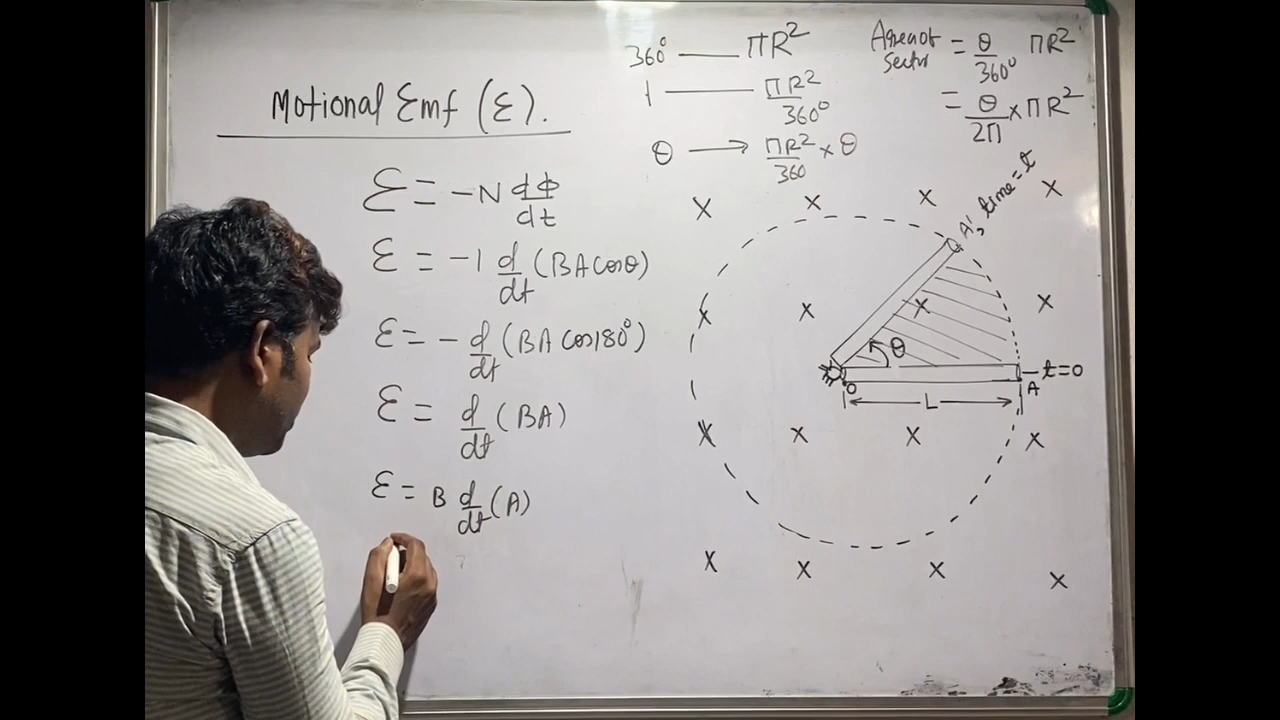 Motional Emf (ε).
ε = -N dΦ/dt
ε = -1 d/dt (BA cosθ)
ε = - d/dt (BA cos180°)
ε = d/dt (BA)
ε = B d/dt (A)
360° — πR²
1 — πR²/360°
θ → πR²/360 × θ
Area of sector = θ/360° πR²
= θ/2π × πR²
x x x x
A', time = t
x x x x
θ
O
A
t=0
L
x x x x
x x x x